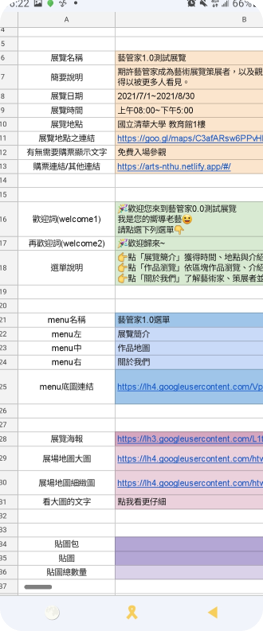 5:22
66%
A
B
4
5
6 展覽名稱 藝管家1.0測試展覽
7 簡要說明 期許藝管家成為藝術展覽策展者，以及觀
得以被更多人看見。
8 展覽日期 2021/7/1~2021/8/30
9 展覽時間 上午08:00~下午5:00
10 展覽地點 國立清華大學 教育館1樓
11 展覽地點之連結 https://goo.gl/maps/C3afARsw6PPvH
12 有無需要購票顯示文字 免費入場參觀
13 購票連結/其他連結 https://arts-nthu.netlify.app/#/
14
15
16 歡迎詞(welcome1) 🎉歡迎您來到藝管家0.0測試展覽
我是您的嚮導老藝😉
請點選下列選單👇
17 再歡迎詞(welcome2) 🎉歡迎歸來~
18 選單說明 👉點「展覽簡介」獲得時間、地點與介紹
👉點「作品瀏覽」依區塊作品瀏覽、介紹
👉點「關於我們」了解藝術家、策展者並
19
20
21 menu名稱 藝管家1.0選單
22 menu左 展覽簡介
23 menu中 作品地圖
24 menu右 關於我們
25 menu底圖連結 https://lh4.googleusercontent.com/Vp
26
27
28 展覽海報 https://lh3.googleusercontent.com/L1t
29 展場地圖大圖 https://lh4.googleusercontent.com/htv
30 展場地圖細緻圖 https://lh4.googleusercontent.com/htv
31 看大圖的文字 點我看更仔細
32
33
34 貼圖包
35 貼圖
36 貼圖總數量
37